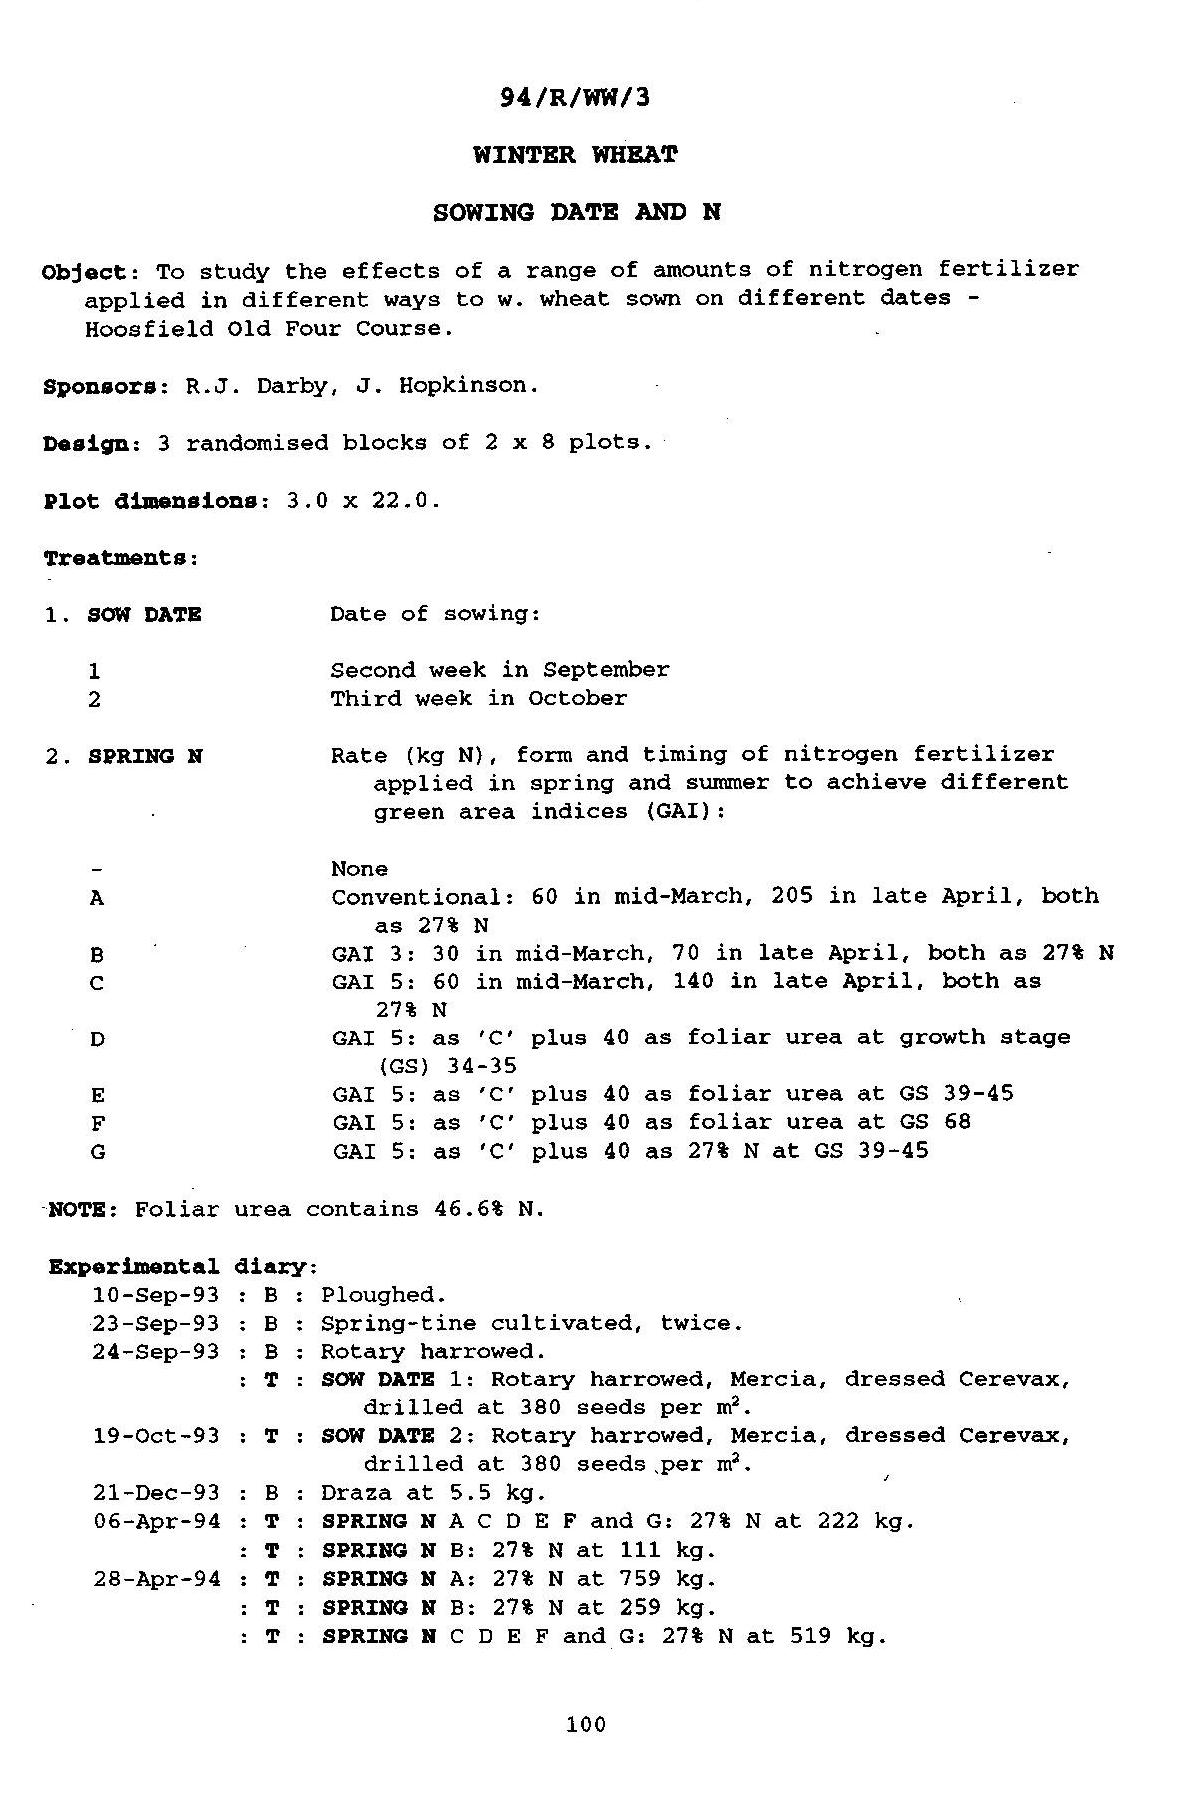 94/R/WW/3
WINTER WHEAT
SOWING DATE AND N
Object: To study the effects of a range of amounts of nitrogen fertilizer
applied in different ways to w. wheat sown on different dates -
Hoosfield Old Four Course.
Sponsors: R.J. Darby, J. Hopkinson.
Design: 3 randomised blocks of 2 x 8 plots.
Plot dimensions: 3.0 x 22.0.
Treatments:
1. SOW DATE Date of sowing:
1 Second week in September
2 Third week in October
2. SPRING N Rate (kg N), form and timing of nitrogen fertilizer
applied in spring and summer to achieve different
green area indices (GAI):
- None
A Conventional: 60 in mid-March, 205 in late April, both
as 27% N
B GAI 3: 30 in mid-March, 70 in late April, both as 27% N
C GAI 5: 60 in mid-March, 140 in late April, both as
27% N
D GAI 5: as 'C' plus 40 as foliar urea at growth stage
(GS) 34-35
E GAI 5: as 'C' plus 40 as foliar urea at GS 39-45
F GAI 5: as 'C' plus 40 as foliar urea at GS 68
G GAI 5: as 'C' plus 40 as 27% N at GS 39-45
NOTE: Foliar urea contains 46.6% N.
Experimental diary:
10-Sep-93 : B : Ploughed.
23-Sep-93 : B : Spring-tine cultivated, twice.
24-Sep-93 : B : Rotary harrowed.
: T : SOW DATE 1: Rotary harrowed, Mercia, dressed Cerevax,
drilled at 380 seeds per m².
19-Oct-93 : T : SOW DATE 2: Rotary harrowed, Mercia, dressed Cerevax,
drilled at 380 seeds per m².
21-Dec-93 : B : Draza at 5.5 kg.
06-Apr-94 : T : SPRING N A C D E F and G: 27% N at 222 kg.
: T : SPRING N B: 27% N at 111 kg.
28-Apr-94 : T : SPRING N A: 27% N at 759 kg.
: T : SPRING N B: 27% N at 259 kg.
: T : SPRING N C D E F and G: 27% N at 519 kg.
100